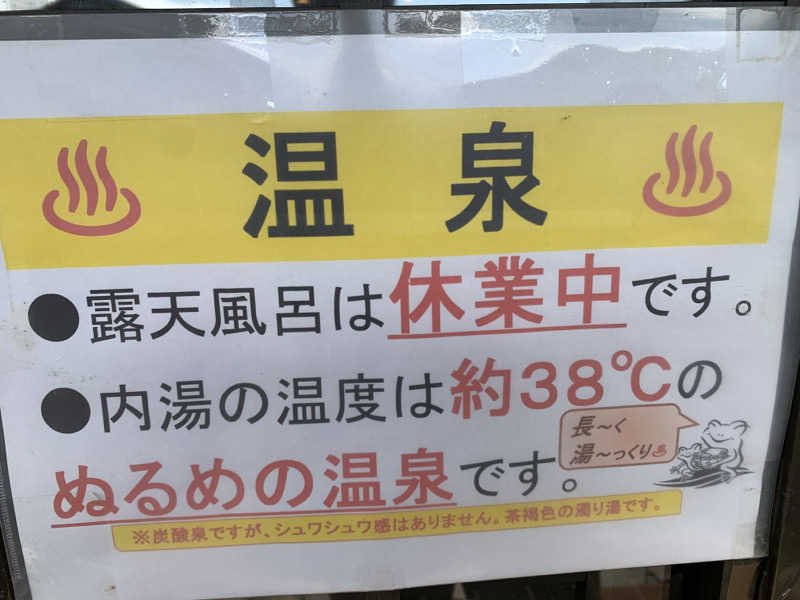 温泉
●露天風呂は休業中です。
●内湯の温度は約38℃の
ぬるめの温泉です。
長～く
湯～っくり♨
※炭酸泉ですが、シュワシュワ感はありません。茶褐色の濁り湯です。